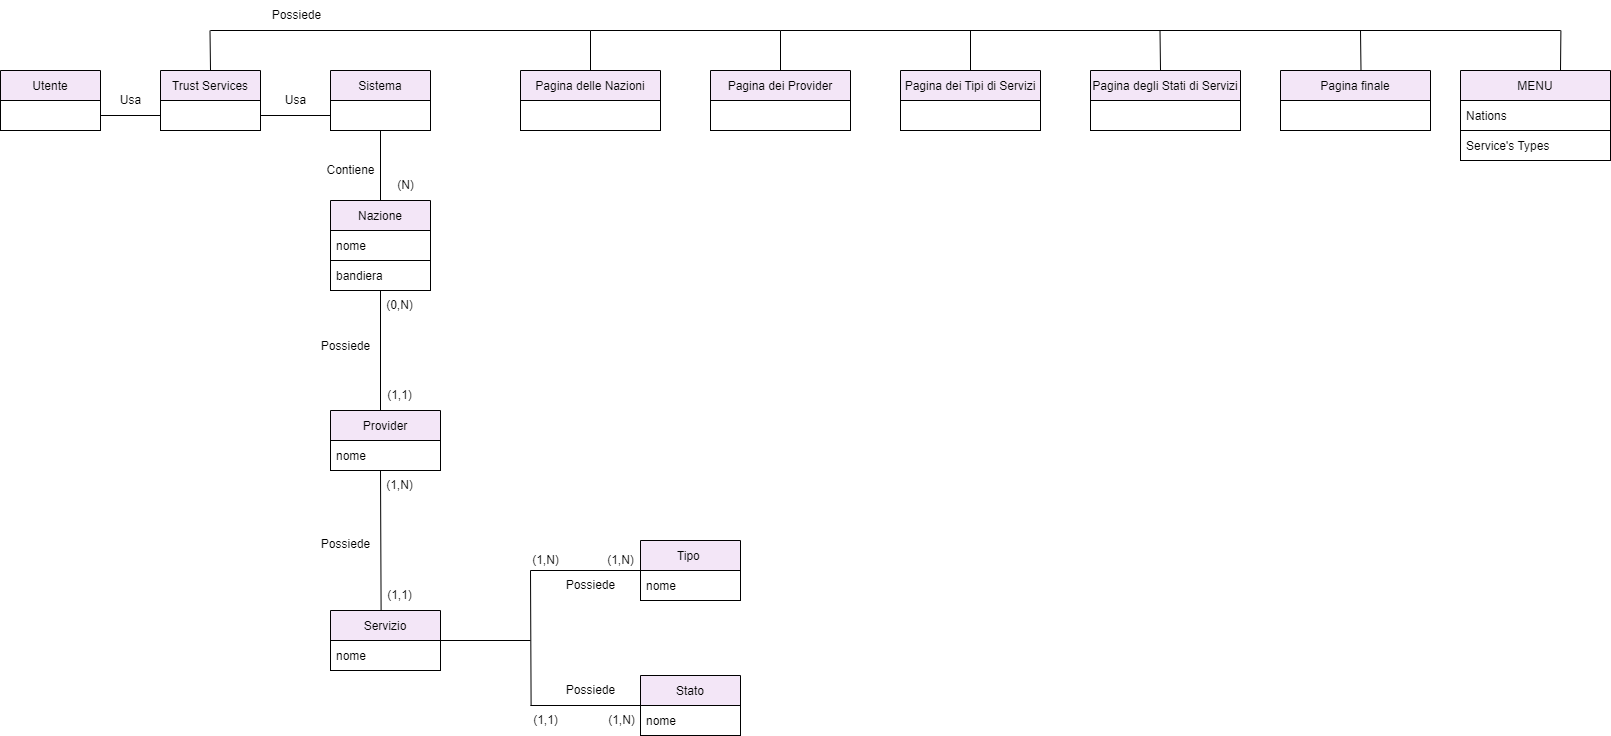 Possiede
Utente
Usa
Trust Services
Usa
Sistema
Pagina delle Nazioni
Pagina dei Provider
Pagina dei Tipi di Servizi
Pagina degli Stati di Servizi
Pagina finale
MENU
Nations
Service's Types
Contiene
(N)
Nazione
nome
bandiera
(0,N)
Possiede
(1,1)
Provider
nome
(1,N)
Possiede
(1,1)
Servizio
nome
(1,N)
(1,N)
Possiede
Tipo
nome
Possiede
(1,1)
(1,N)
Stato
nome